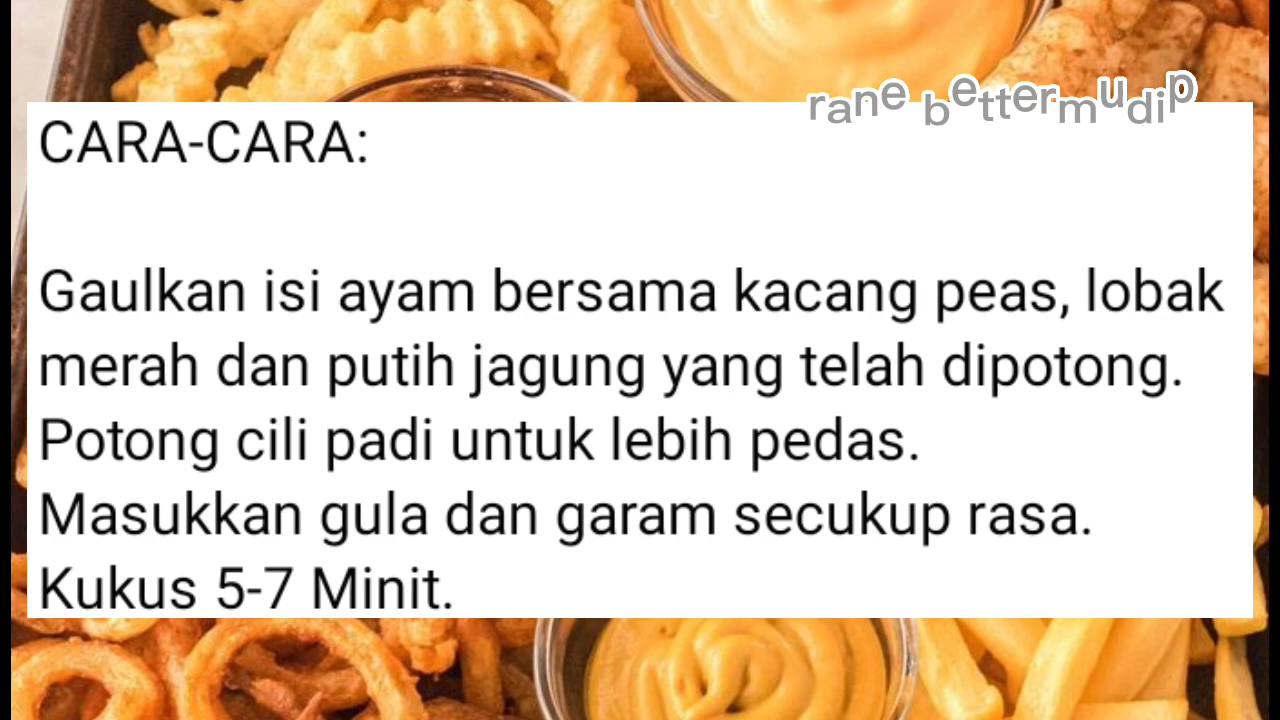 rane bettermudip
CARA-CARA:
Gaulkan isi ayam bersama kacang peas, lobak
merah dan putih jagung yang telah dipotong.
Potong cili padi untuk lebih pedas.
Masukkan gula dan garam secukup rasa.
Kukus 5-7 Minit.